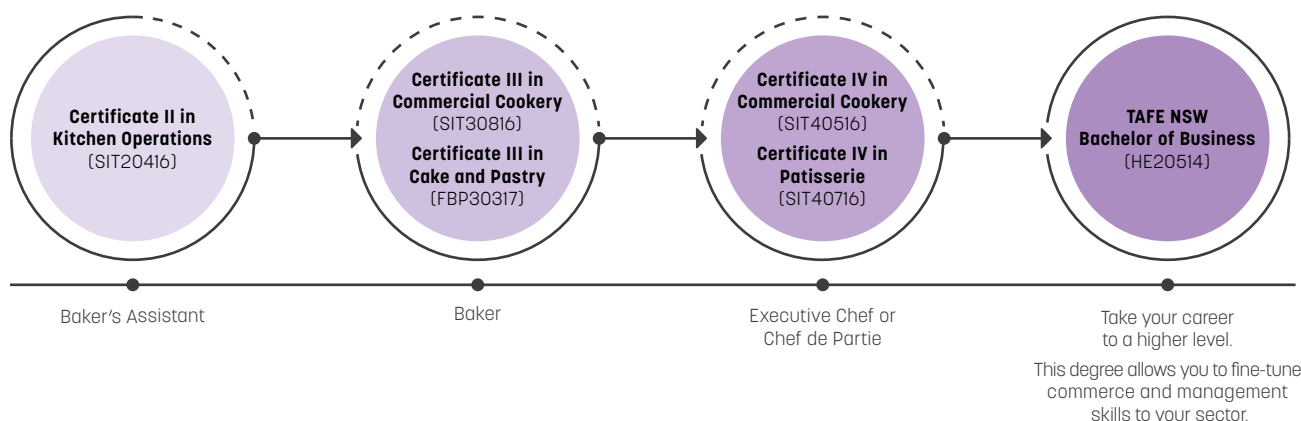 Certificate II in
Kitchen Operations
(SIT20416)
Certificate III in
Commercial Cookery
(SIT30816)
Certificate III in
Cake and Pastry
(FBP30317)
Certificate IV in
Commercial Cookery
(SIT40516)
Certificate IV in
Patisserie
(SIT40716)
TAFE NSW
Bachelor of Business
(HE20514)
Baker's Assistant
Baker
Executive Chef or
Chef de Partie
Take your career
to a higher level.
This degree allows you to fine-tune
commerce and management
skills to your sector.